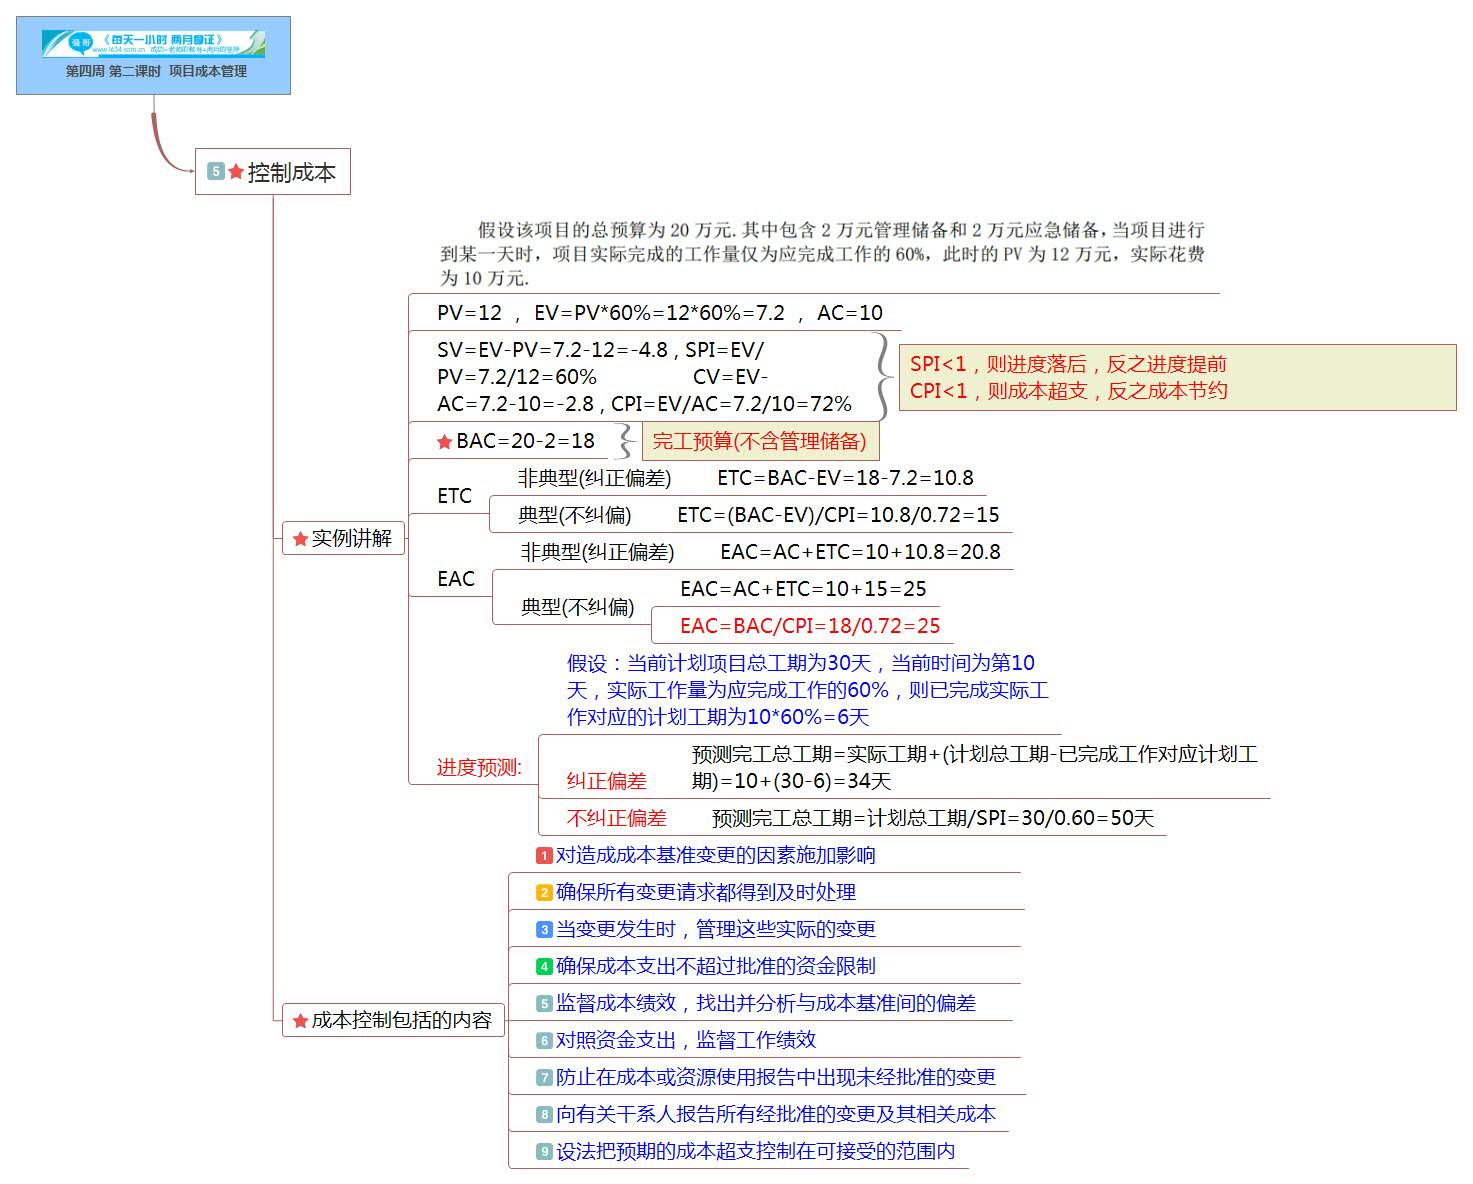 强哥
《每天一小时 两月拿证》
www.1634.com.cn 成功=老师的教导+两月的坚持
第四周 第二课时 项目成本管理
5 控制成本
假设该项目的总预算为 20 万元.其中包含 2 万元管理储备和 2 万元应急储备,当项目进行
到某一天时，项目实际完成的工作量仅为应完成工作的 60%，此时的 PV 为 12 万元，实际花费
为 10 万元.
实例讲解
PV=12 ， EV=PV*60%=12*60%=7.2 ， AC=10
SV=EV-PV=7.2-12=-4.8，SPI=EV/
PV=7.2/12=60% CV=EV-
AC=7.2-10=-2.8，CPI=EV/AC=7.2/10=72%
SPI<1，则进度落后，反之进度提前
CPI<1，则成本超支，反之成本节约
BAC=20-2=18
完工预算(不含管理储备)
ETC
非典型(纠正偏差) ETC=BAC-EV=18-7.2=10.8
典型(不纠偏) ETC=(BAC-EV)/CPI=10.8/0.72=15
EAC
非典型(纠正偏差) EAC=AC+ETC=10+10.8=20.8
典型(不纠偏)
EAC=AC+ETC=10+15=25
EAC=BAC/CPI=18/0.72=25
进度预测:
假设：当前计划项目总工期为30天，当前时间为第10
天，实际工作量为应完成工作的60%，则已完成实际工
作对应的计划工期为10*60%=6天
纠正偏差
预测完工总工期=实际工期+(计划总工期-已完成工作对应计划工
期)=10+(30-6)=34天
不纠正偏差 预测完工总工期=计划总工期/SPI=30/0.60=50天
成本控制包括的内容
1 对造成成本基准变更的因素施加影响
2 确保所有变更请求都得到及时处理
3 当变更发生时，管理这些实际的变更
4 确保成本支出不超过批准的资金限制
5 监督成本绩效，找出并分析与成本基准间的偏差
6 对照资金支出，监督工作绩效
7 防止在成本或资源使用报告中出现未经批准的变更
8 向有关干系人报告所有经批准的变更及其相关成本
9 设法把预期的成本超支控制在可接受的范围内